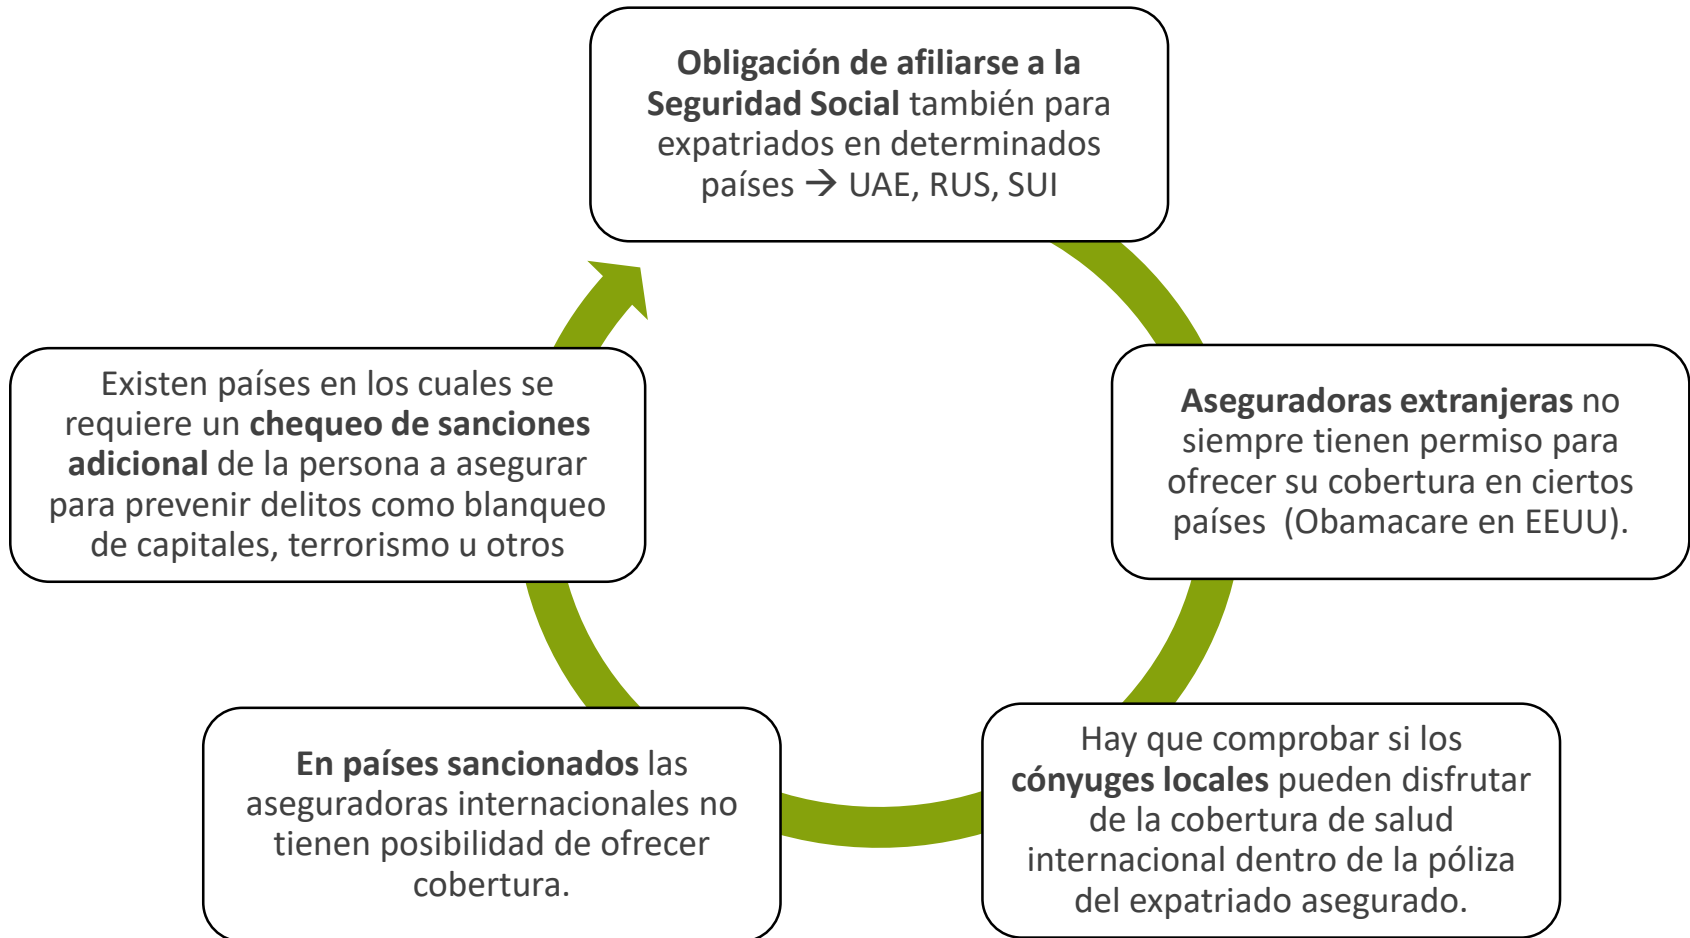 Obligación de afiliarse a la
Seguridad Social también para
expatriados en determinados
países → UAE, RUS, SUI
Aseguradoras extranjeras no
siempre tienen permiso para
ofrecer su cobertura en ciertos
países (Obamacare en EEUU).
Hay que comprobar si los
cónyuges locales pueden disfrutar
de la cobertura de salud
internacional dentro de la póliza
del expatriado asegurado.
En países sancionados las
aseguradoras internacionales no
tienen posibilidad de ofrecer
cobertura.
Existen países en los cuales se
requiere un chequeo de sanciones
adicional de la persona a asegurar
para prevenir delitos como blanqueo
de capitales, terrorismo u otros